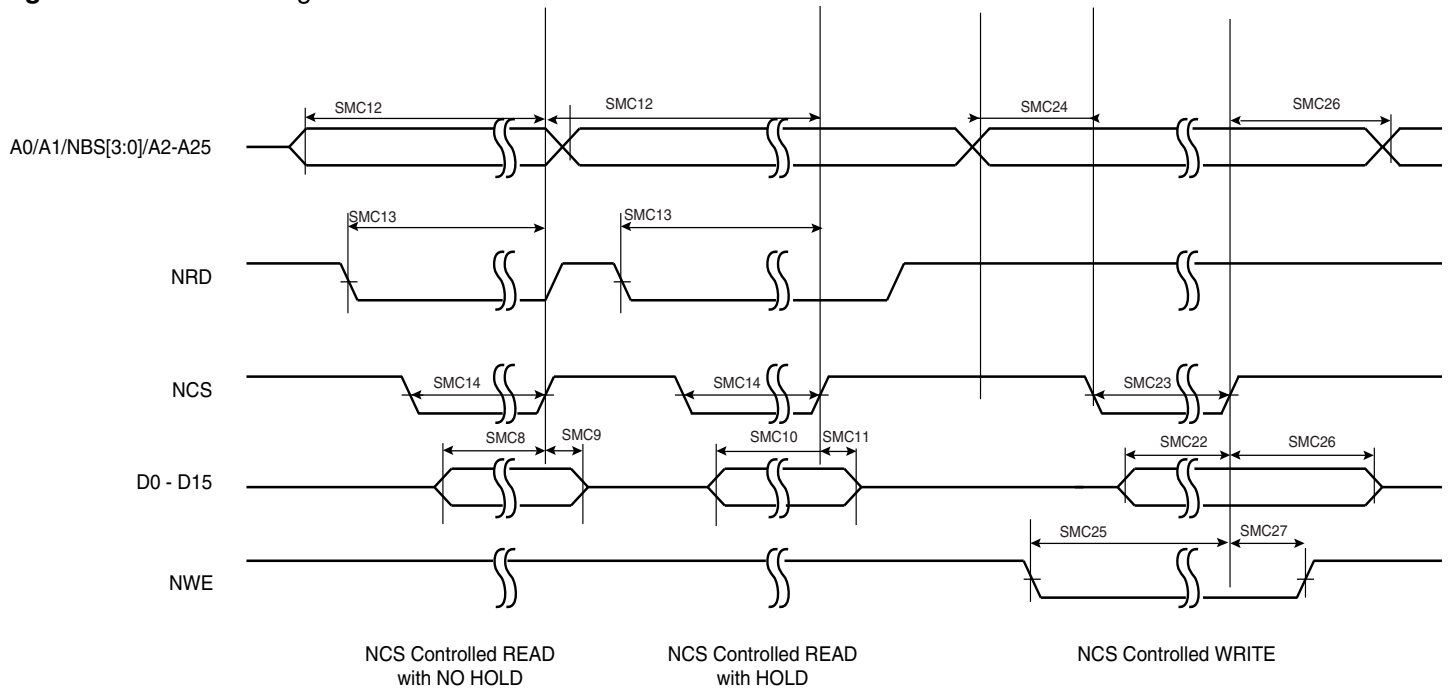 SMC12 SMC12 SMC24 SMC26
A0/A1/NBS[3:0]/A2-A25
SMC13 SMC13
NRD
SMC14 SMC14 SMC23
NCS
SMC8 SMC9 SMC10 SMC11 SMC22 SMC26
D0 - D15
SMC25 SMC27
NWE
NCS Controlled READ
with NO HOLD
NCS Controlled READ
with HOLD
NCS Controlled WRITE